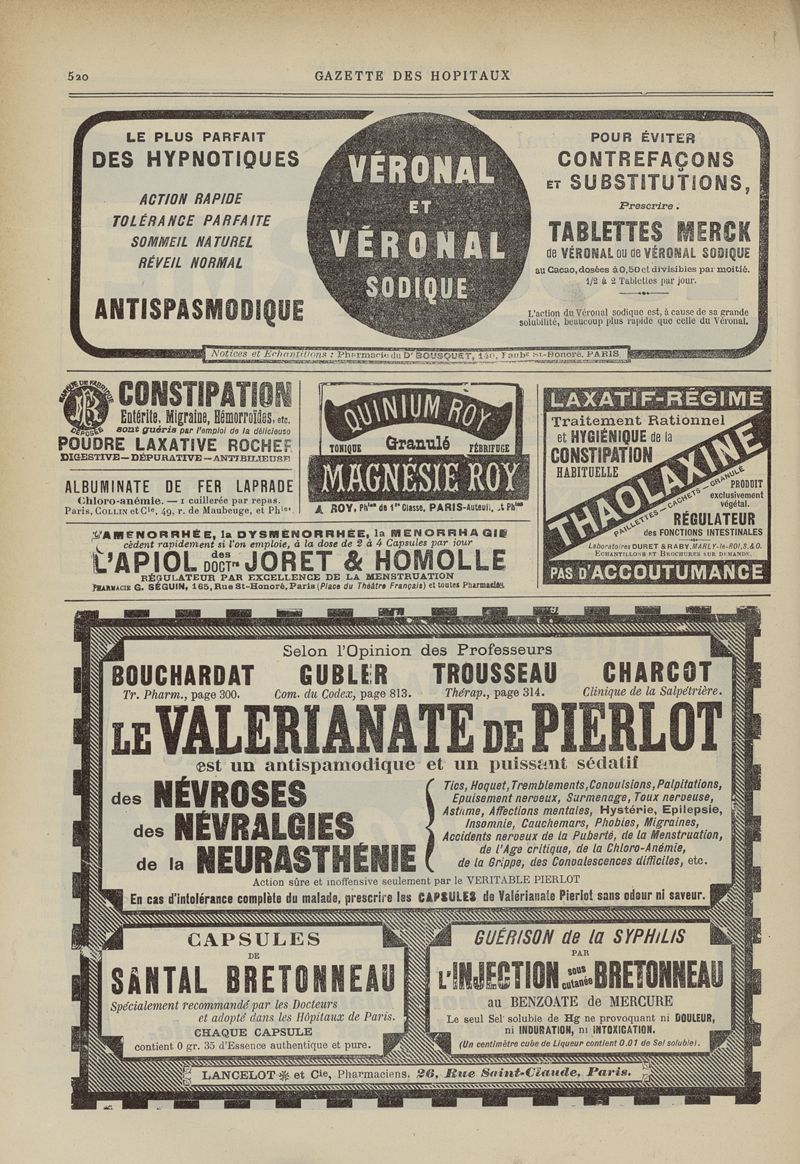 520 GAZETTE DES HOPITAUX
LE PLUS PARFAIT
DES HYPNOTIQUES
ACTION RAPIDE
TOLÉRANCE PARFAITE
SOMMEIL NATUREL
RÉVEIL NORMAL
ANTISPASMODIQUE
VÉRONAL
ET
VÉRONAL
SODIQUE
POUR ÉVITER
CONTREFAÇONS
ET SUBSTITUTIONS,
Prescrire.
TABLETTES MERCK
de VÉRONAL ou de VÉRONAL SODIQUE
au Cacao, dosées à 0,50 et divisibles par moitié.
1/2 à 2 Tablettes par jour.
L'action du Véronal sodique est, à cause de sa grande
solubilité, beaucoup plus rapide que celle du Véronal.
Notices et Echantillons : Pharmacie du Dr BOUSQUET, 140, Faubg St-Honoré, PARIS
MARQUE DE FABRIQUE
DÉPOSÉE
CONSTIPATION
Entérite, Migraine, Hémorroïdes, etc.
sont guéris par l'emploi de la délicieuse
POUDRE LAXATIVE ROCHER
DIGESTIVE—DÉPURATIVE—ANTIBILIEUSE
ALBUMINATE DE FER LAPRADE
Chloro-anémie. — 1 cuillerée par repas.
Paris, COLLIN et Cie, 49, r. de Maubeuge, et Phies.
QUINIUM ROY
TONIQUE Granulé FÉBRIFUGE
MAGNÉSIE ROY
A. ROY, Phien de 1re Classe, PARIS-Auteuil, et Phies
L'AMENORRHÉE, la DYSMENORRHÉE, la MENORRHAGIE
cèdent rapidement si l'on emploie, à la dose de 2 à 4 Capsules par jour
L'APIOL des DOCTrs JORET & HOMOLLE
RÉGULATEUR PAR EXCELLENCE DE LA MENSTRUATION
PHARMACIE G. SÉGUIN, 165, Rue St-Honoré, Paris (Place du Théâtre Français) et toutes Pharmacies
LAXATIF-RÉGIME
Traitement Rationnel
et HYGIÉNIQUE de la
CONSTIPATION
HABITUELLE
THAOLAXINE
PAILLETTES — CACHETS — GRANULÉ
PRODUIT
exclusivement
végétal.
RÉGULATEUR
des FONCTIONS INTESTINALES
Laboratoires DURET & RABY, MARLY-le-ROI, S.&O.
ECHANTILLONS ET BROCHURES SUR DEMANDE.
PAS D'ACCOUTUMANCE
Selon l'Opinion des Professeurs
BOUCHARDAT GUBLER TROUSSEAU CHARCOT
Tr. Pharm., page 300. Com. du Codex, page 813. Thérap., page 314. Clinique de la Salpêtrière.
LE VALERIANATE DE PIERLOT
est un antispamodique et un puissant sédatif
des NÉVROSES
des NÉVRALGIES
de la NEURASTHÉNIE
Tics, Hoquet, Tremblements, Convulsions, Palpitations,
Epuisement nerveux, Surmenage, Toux nerveuse,
Asthme, Affections mentales, Hystérie, Epilepsie,
Insomnie, Cauchemars, Phobies, Migraines,
Accidents nerveux de la Puberté, de la Menstruation,
de l'Age critique, de la Chloro-Anémie,
de la Grippe, des Convalescences difficiles, etc.
Action sûre et inoffensive seulement par le VERITABLE PIERLOT
En cas d'intolérance complète du malade, prescrire les CAPSULES de Valérianate Pierlot sans odeur ni saveur.
CAPSULES
DE
SANTAL BRETONNEAU
Spécialement recommandé par les Docteurs
et adopté dans les Hôpitaux de Paris.
CHAQUE CAPSULE
contient 0 gr. 35 d'Essence authentique et pure.
GUÉRISON de la SYPHILIS
PAR
L'INJECTION sous cutanée BRETONNEAU
au BENZOATE de MERCURE
Le seul Sel soluble de Hg ne provoquant ni DOULEUR,
ni INDURATION, ni INTOXICATION.
(Un centimètre cube de Liqueur contient 0.01 de Sel soluble).
LANCELOT et Cie, Pharmaciens, 26, Rue Saint-Claude, Paris.